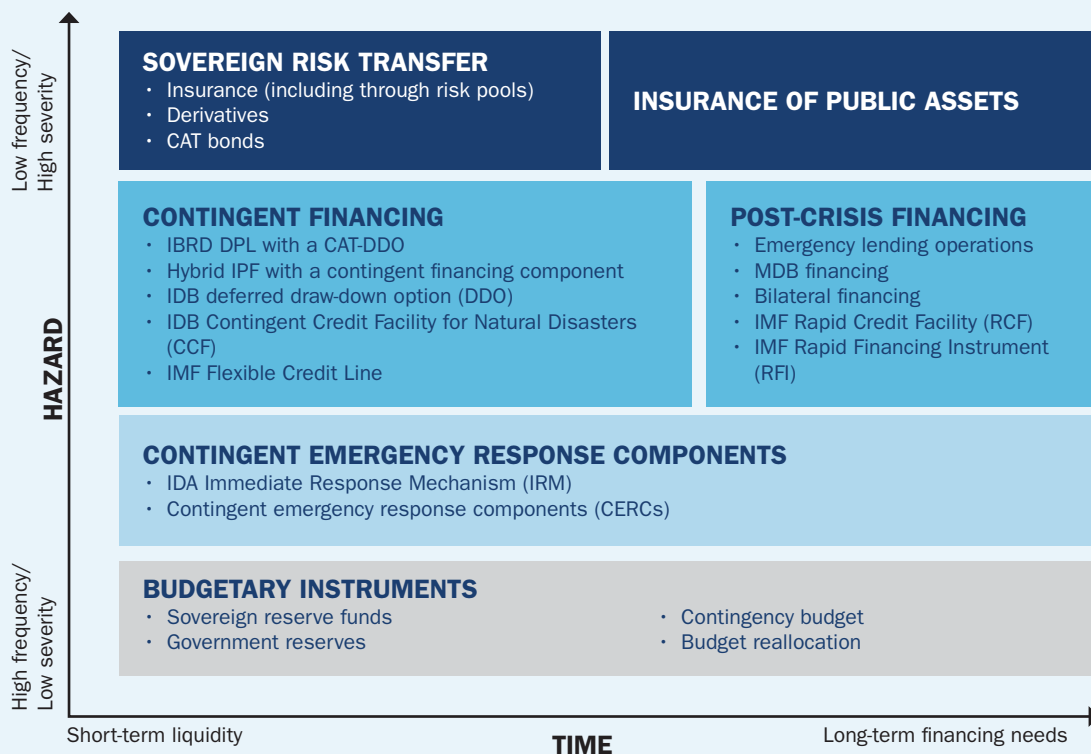 Low frequency/
High severity
SOVEREIGN RISK TRANSFER
· Insurance (including through risk pools)
· Derivatives
· CAT bonds
INSURANCE OF PUBLIC ASSETS
CONTINGENT FINANCING
· IBRD DPL with a CAT-DDO
· Hybrid IPF with a contingent financing component
· IDB deferred draw-down option (DDO)
· IDB Contingent Credit Facility for Natural Disasters
(CCF)
· IMF Flexible Credit Line
POST-CRISIS FINANCING
· Emergency lending operations
· MDB financing
· Bilateral financing
· IMF Rapid Credit Facility (RCF)
· IMF Rapid Financing Instrument
(RFI)
HAZARD
CONTINGENT EMERGENCY RESPONSE COMPONENTS
· IDA Immediate Response Mechanism (IRM)
· Contingent emergency response components (CERCs)
High frequency/
Low severity
BUDGETARY INSTRUMENTS
· Sovereign reserve funds
· Government reserves
· Contingency budget
· Budget reallocation
Short-term liquidity
TIME
Long-term financing needs